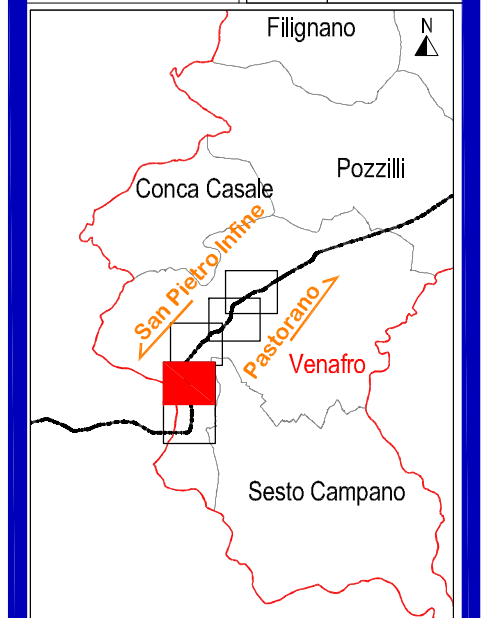 Filignano
N
Pozzilli
Conca Casale
San Pietro Infine
Pastorano
Venafro
Sesto Campano